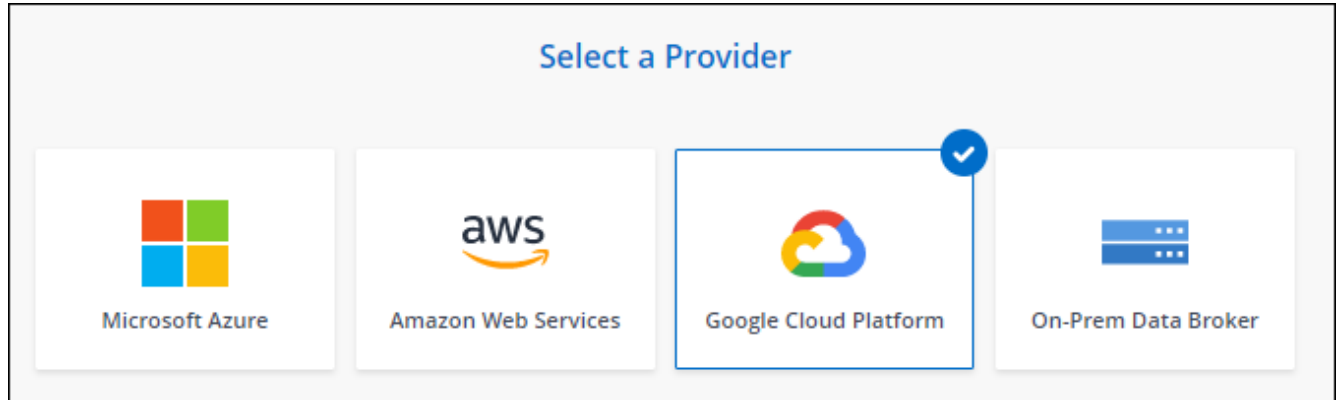 Select a Provider
aws
Microsoft Azure
Amazon Web Services
Google Cloud Platform
On-Prem Data Broker